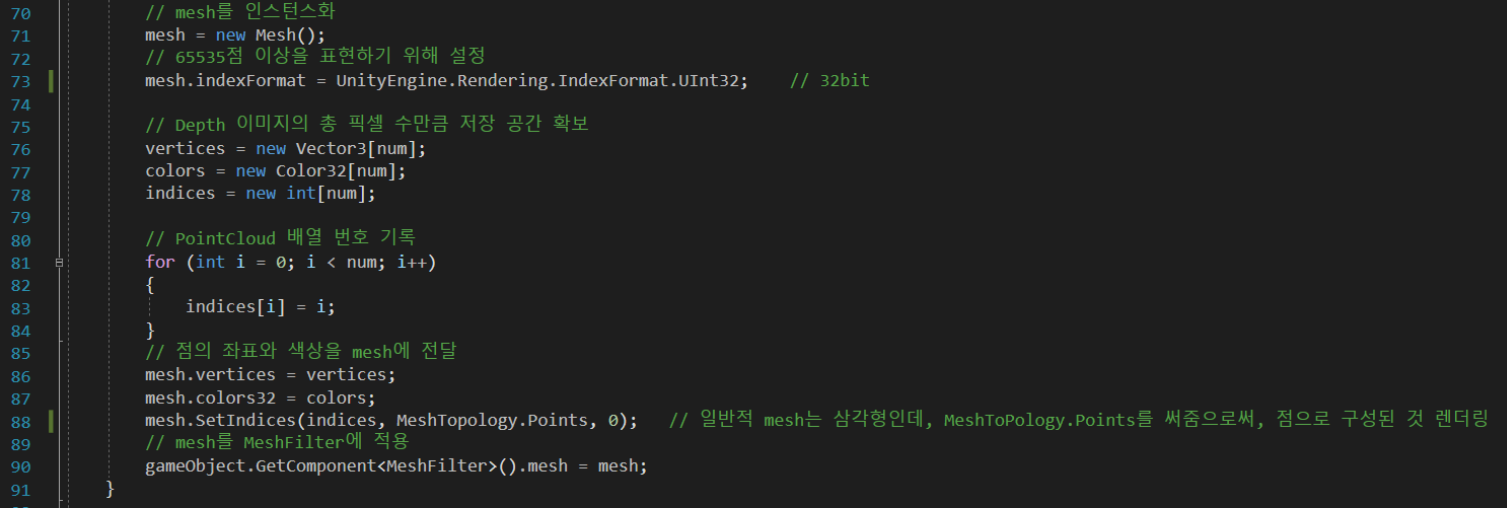 70 // mesh를 인스턴스화
71 mesh = new Mesh();
72 // 65535점 이상을 표현하기 위해 설정
73 mesh.indexFormat = UnityEngine.Rendering.IndexFormat.UInt32; // 32bit
74
75 // Depth 이미지의 총 픽셀 수만큼 저장 공간 확보
76 vertices = new Vector3[num];
77 colors = new Color32[num];
78 indices = new int[num];
79
80 // PointCloud 배열 번호 기록
81 for (int i = 0; i < num; i++)
82 {
83 indices[i] = i;
84 }
85 // 점의 좌표와 색상을 mesh에 전달
86 mesh.vertices = vertices;
87 mesh.colors32 = colors;
88 mesh.SetIndices(indices, MeshTopology.Points, 0); // 일반적 mesh는 삼각형인데, MeshToPology.Points를 써줌으로써, 점으로 구성된 것 렌더링
89 // mesh를 MeshFilter에 적용
90 gameObject.GetComponent<MeshFilter>().mesh = mesh;
91 }